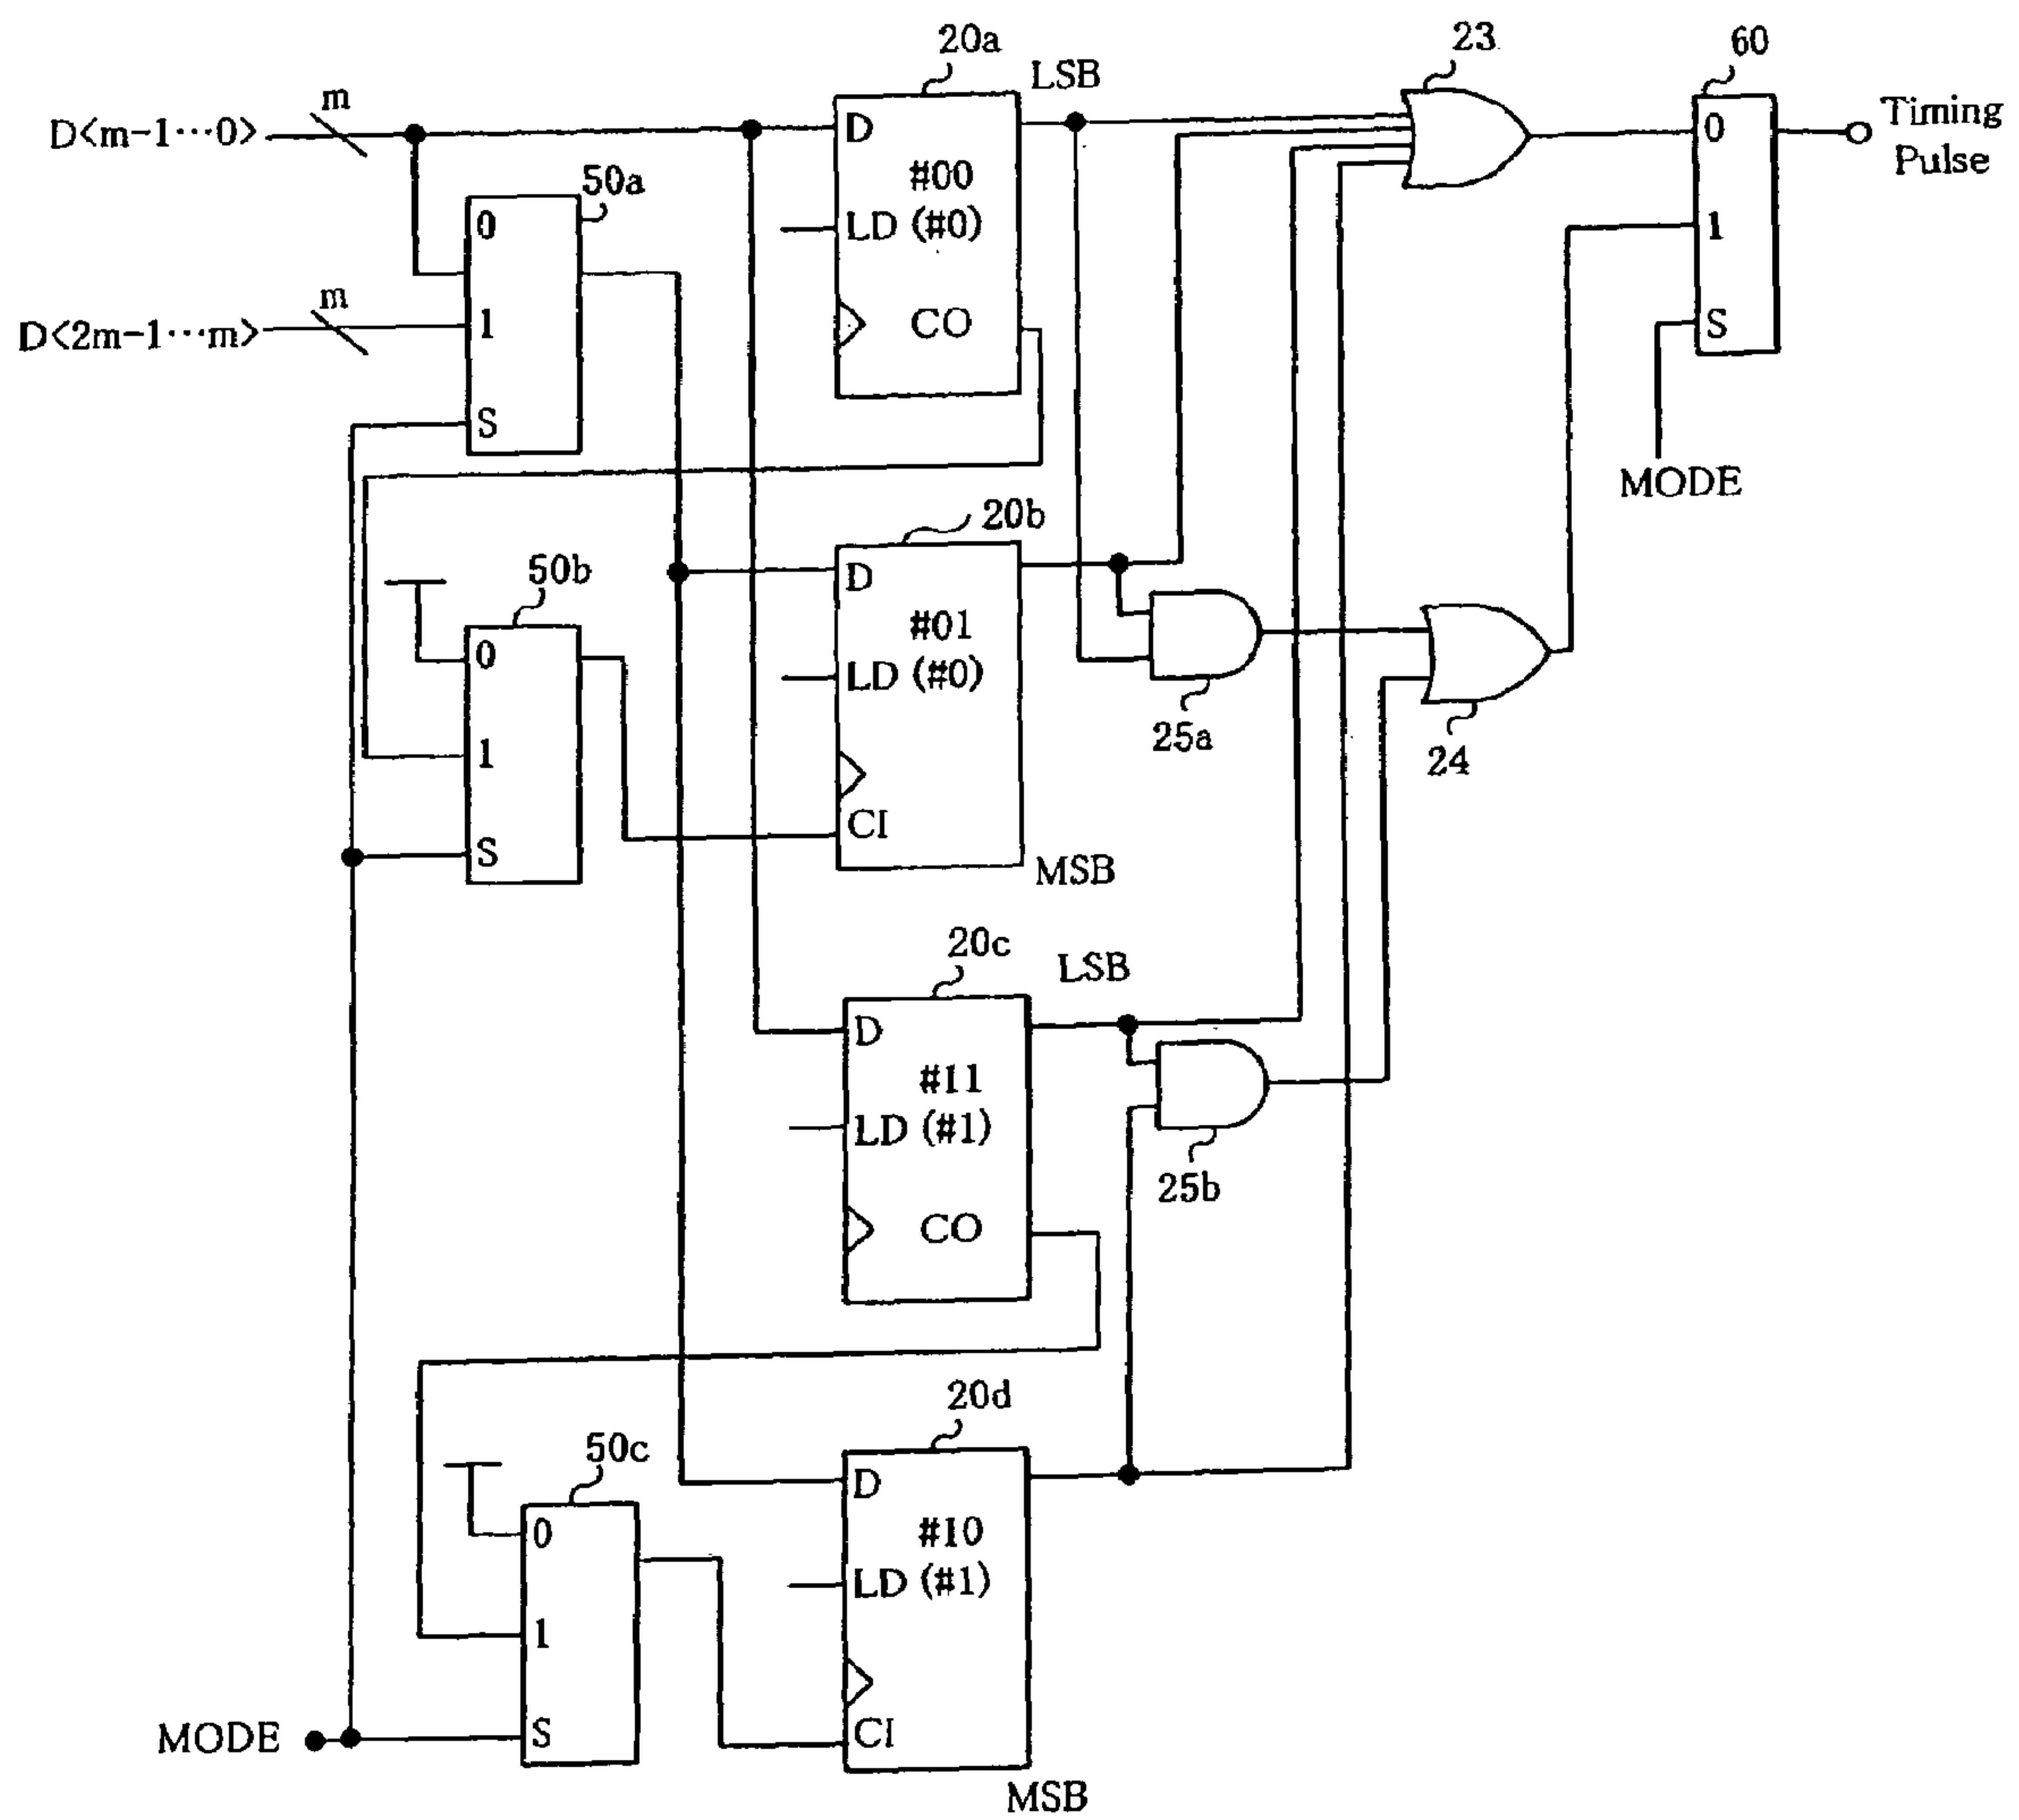 20a
LSB
23
60
D<m-1···0>
m
D
0
Timing
Pulse
#00
50a
0
LD (#0)
1
D<2m-1···m>
m
1
CO
S
S
MODE
20b
50b
D
0
#01
LD (#0)
25a
24
1
CI
S
MSB
20c
LSB
D
#11
LD (#1)
25b
CO
20d
50c
D
0
#10
LD (#1)
1
MODE
S
CI
MSB